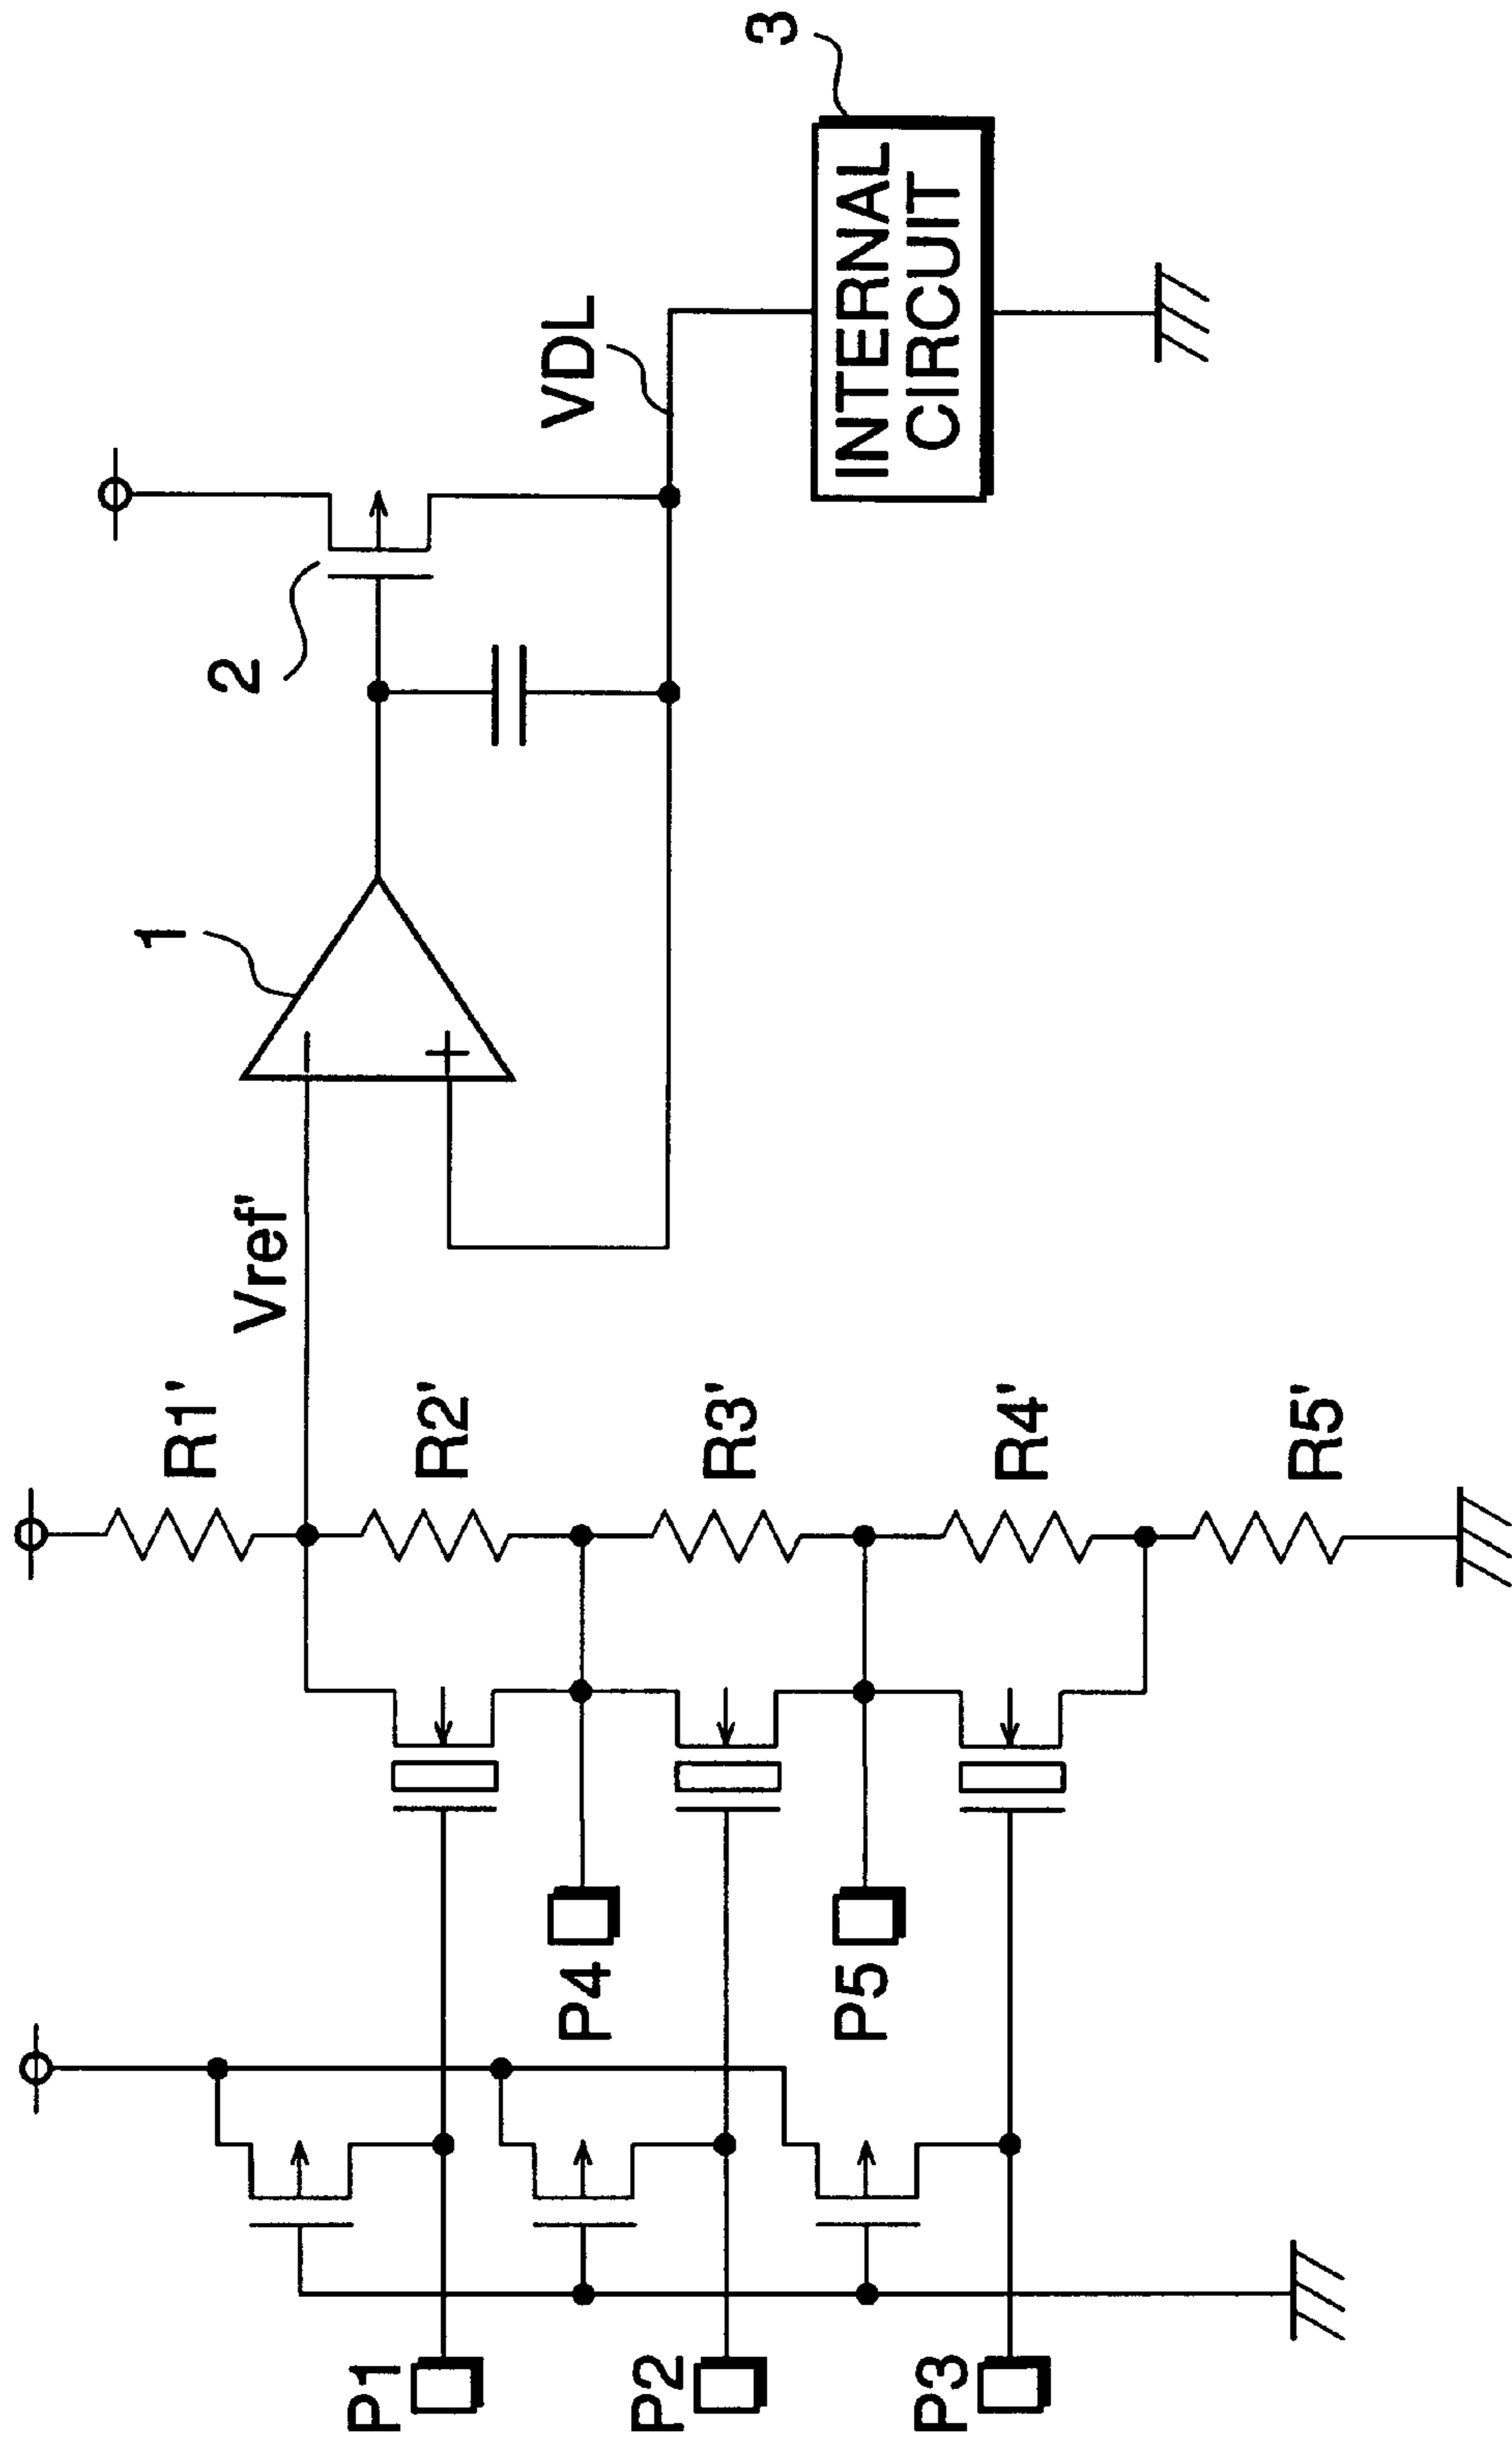 P1
P2
P3
P4
P5
R1'
R2'
R3'
R4'
R5'
Vref'
−
+
1
2
VDL
3
INTERNAL
CIRCUIT